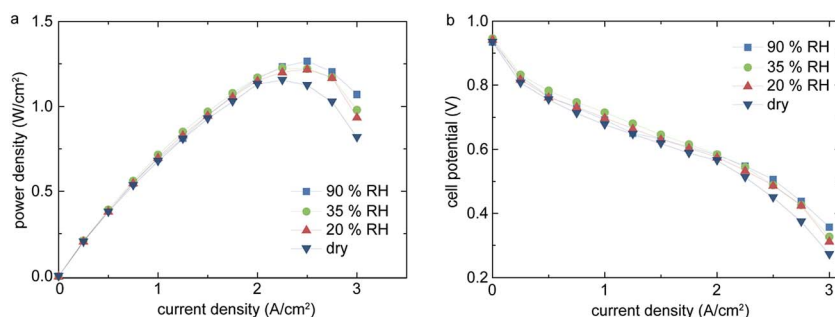 a
1.5
1.0
0.5
0.0
power density (W/cm²)
90 % RH
35 % RH
20 % RH
dry
0
1
2
3
current density (A/cm²)
b
1.0
0.8
0.6
0.4
0.2
cell potential (V)
90 % RH
35 % RH
20 % RH
dry
0
1
2
3
current density (A/cm²)